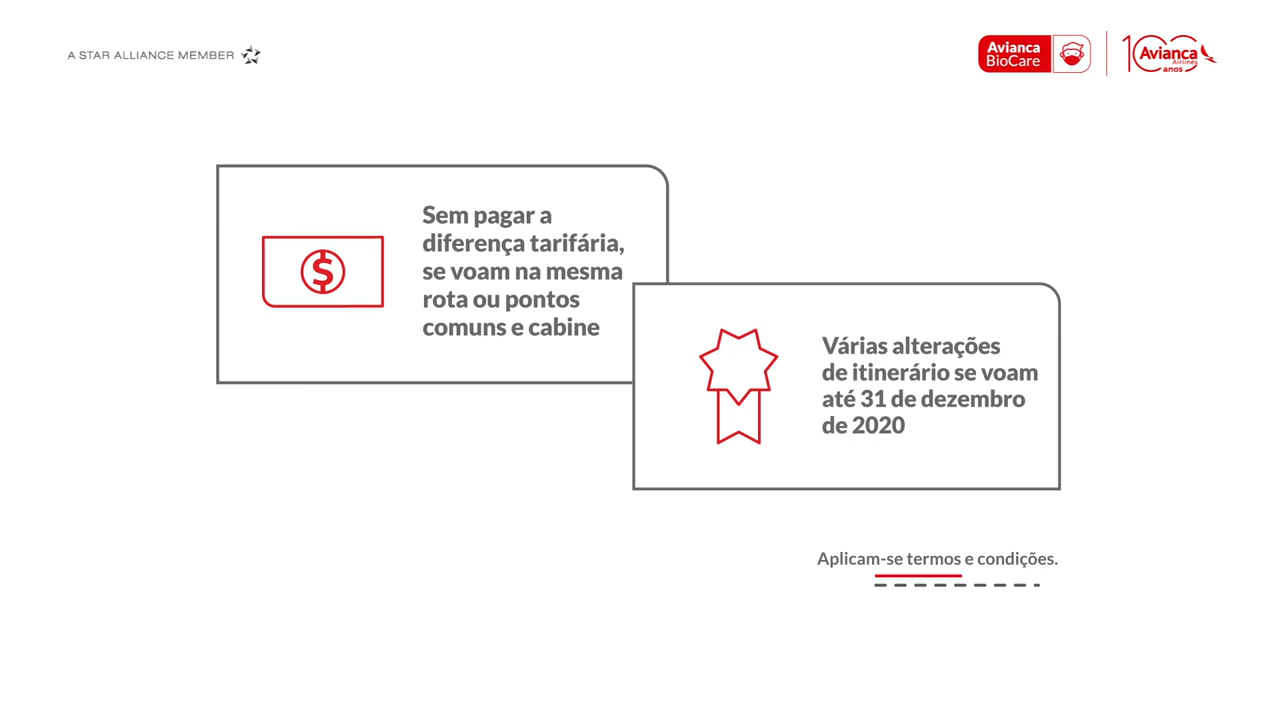 A STAR ALLIANCE MEMBER
Avianca
BioCare
100
Avianca
Airlines
anos
Sem pagar a
diferença tarifária,
se voam na mesma
rota ou pontos
comuns e cabine
$
Várias alterações
de itinerário se voam
até 31 de dezembro
de 2020
Aplicam-se termos e condições.